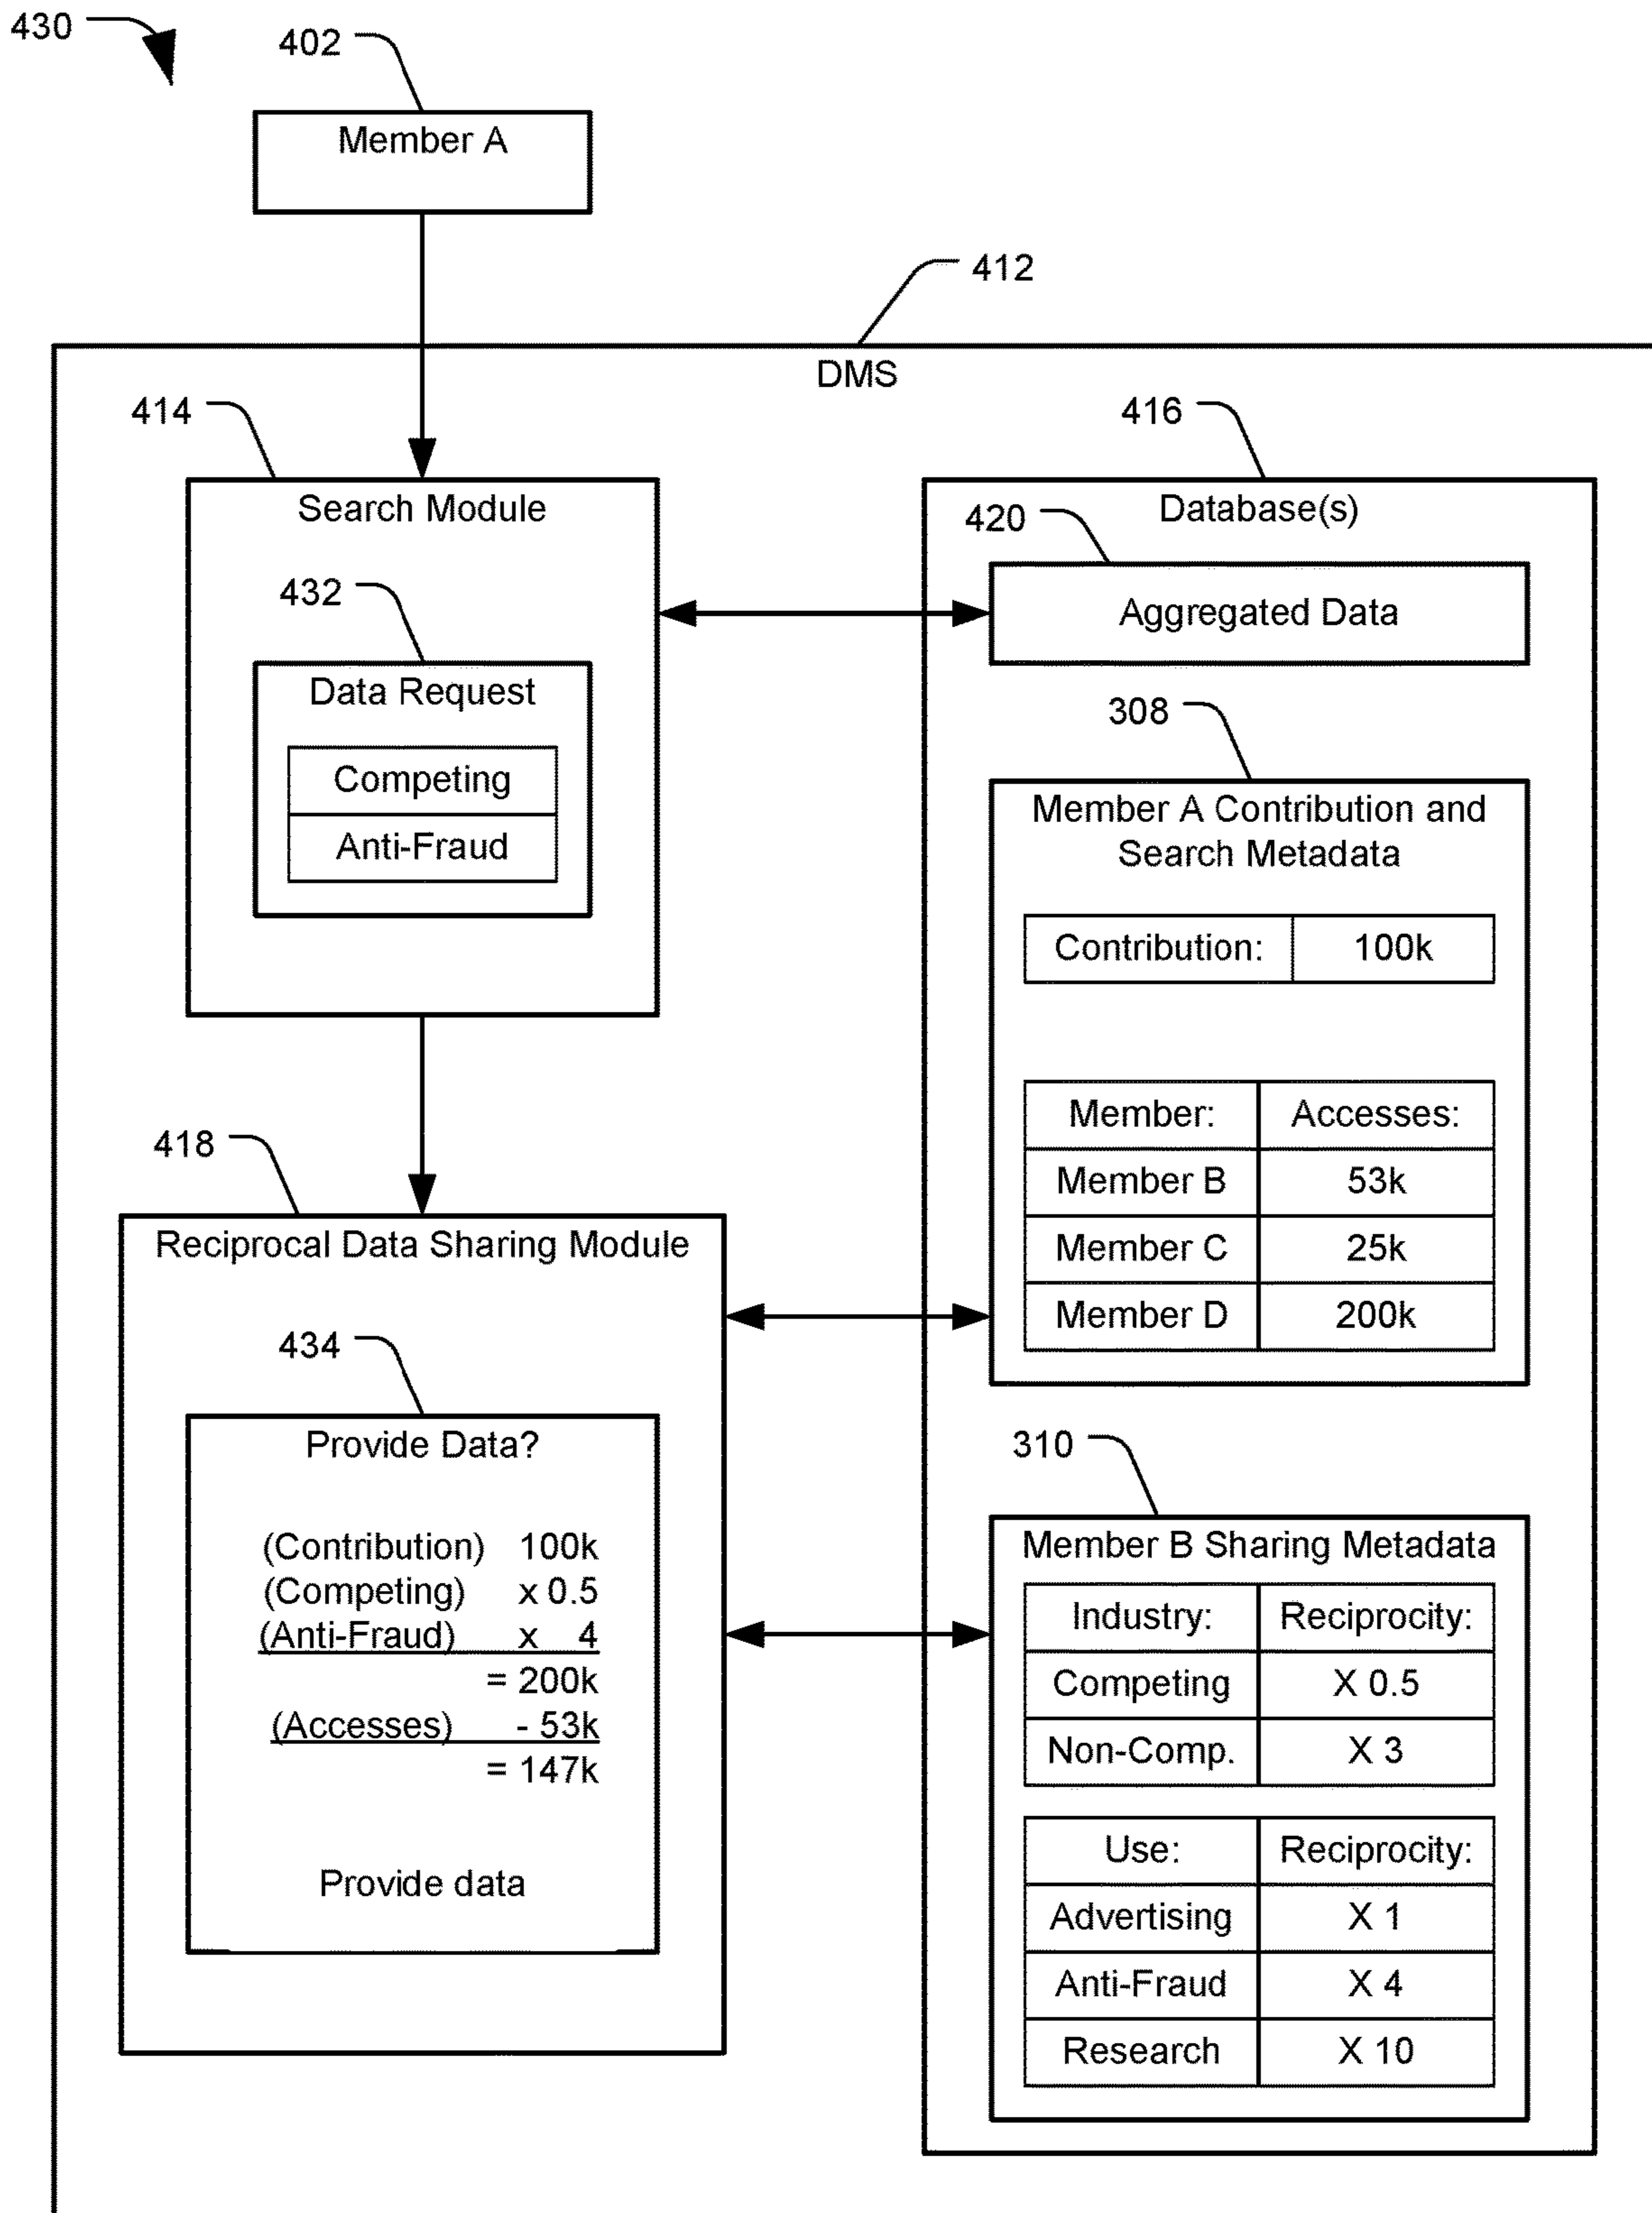 430
402
Member A
412
DMS
414
Search Module
432
Data Request
Competing
Anti-Fraud
416
Database(s)
420
Aggregated Data
308
Member A Contribution and
Search Metadata
Contribution: 100k
Member: Accesses:
Member B 53k
Member C 25k
Member D 200k
418
Reciprocal Data Sharing Module
434
Provide Data?
(Contribution) 100k
(Competing) x 0.5
(Anti-Fraud) x 4
= 200k
(Accesses) - 53k
= 147k
Provide data
310
Member B Sharing Metadata
Industry: Reciprocity:
Competing X 0.5
Non-Comp. X 3
Use: Reciprocity:
Advertising X 1
Anti-Fraud X 4
Research X 10